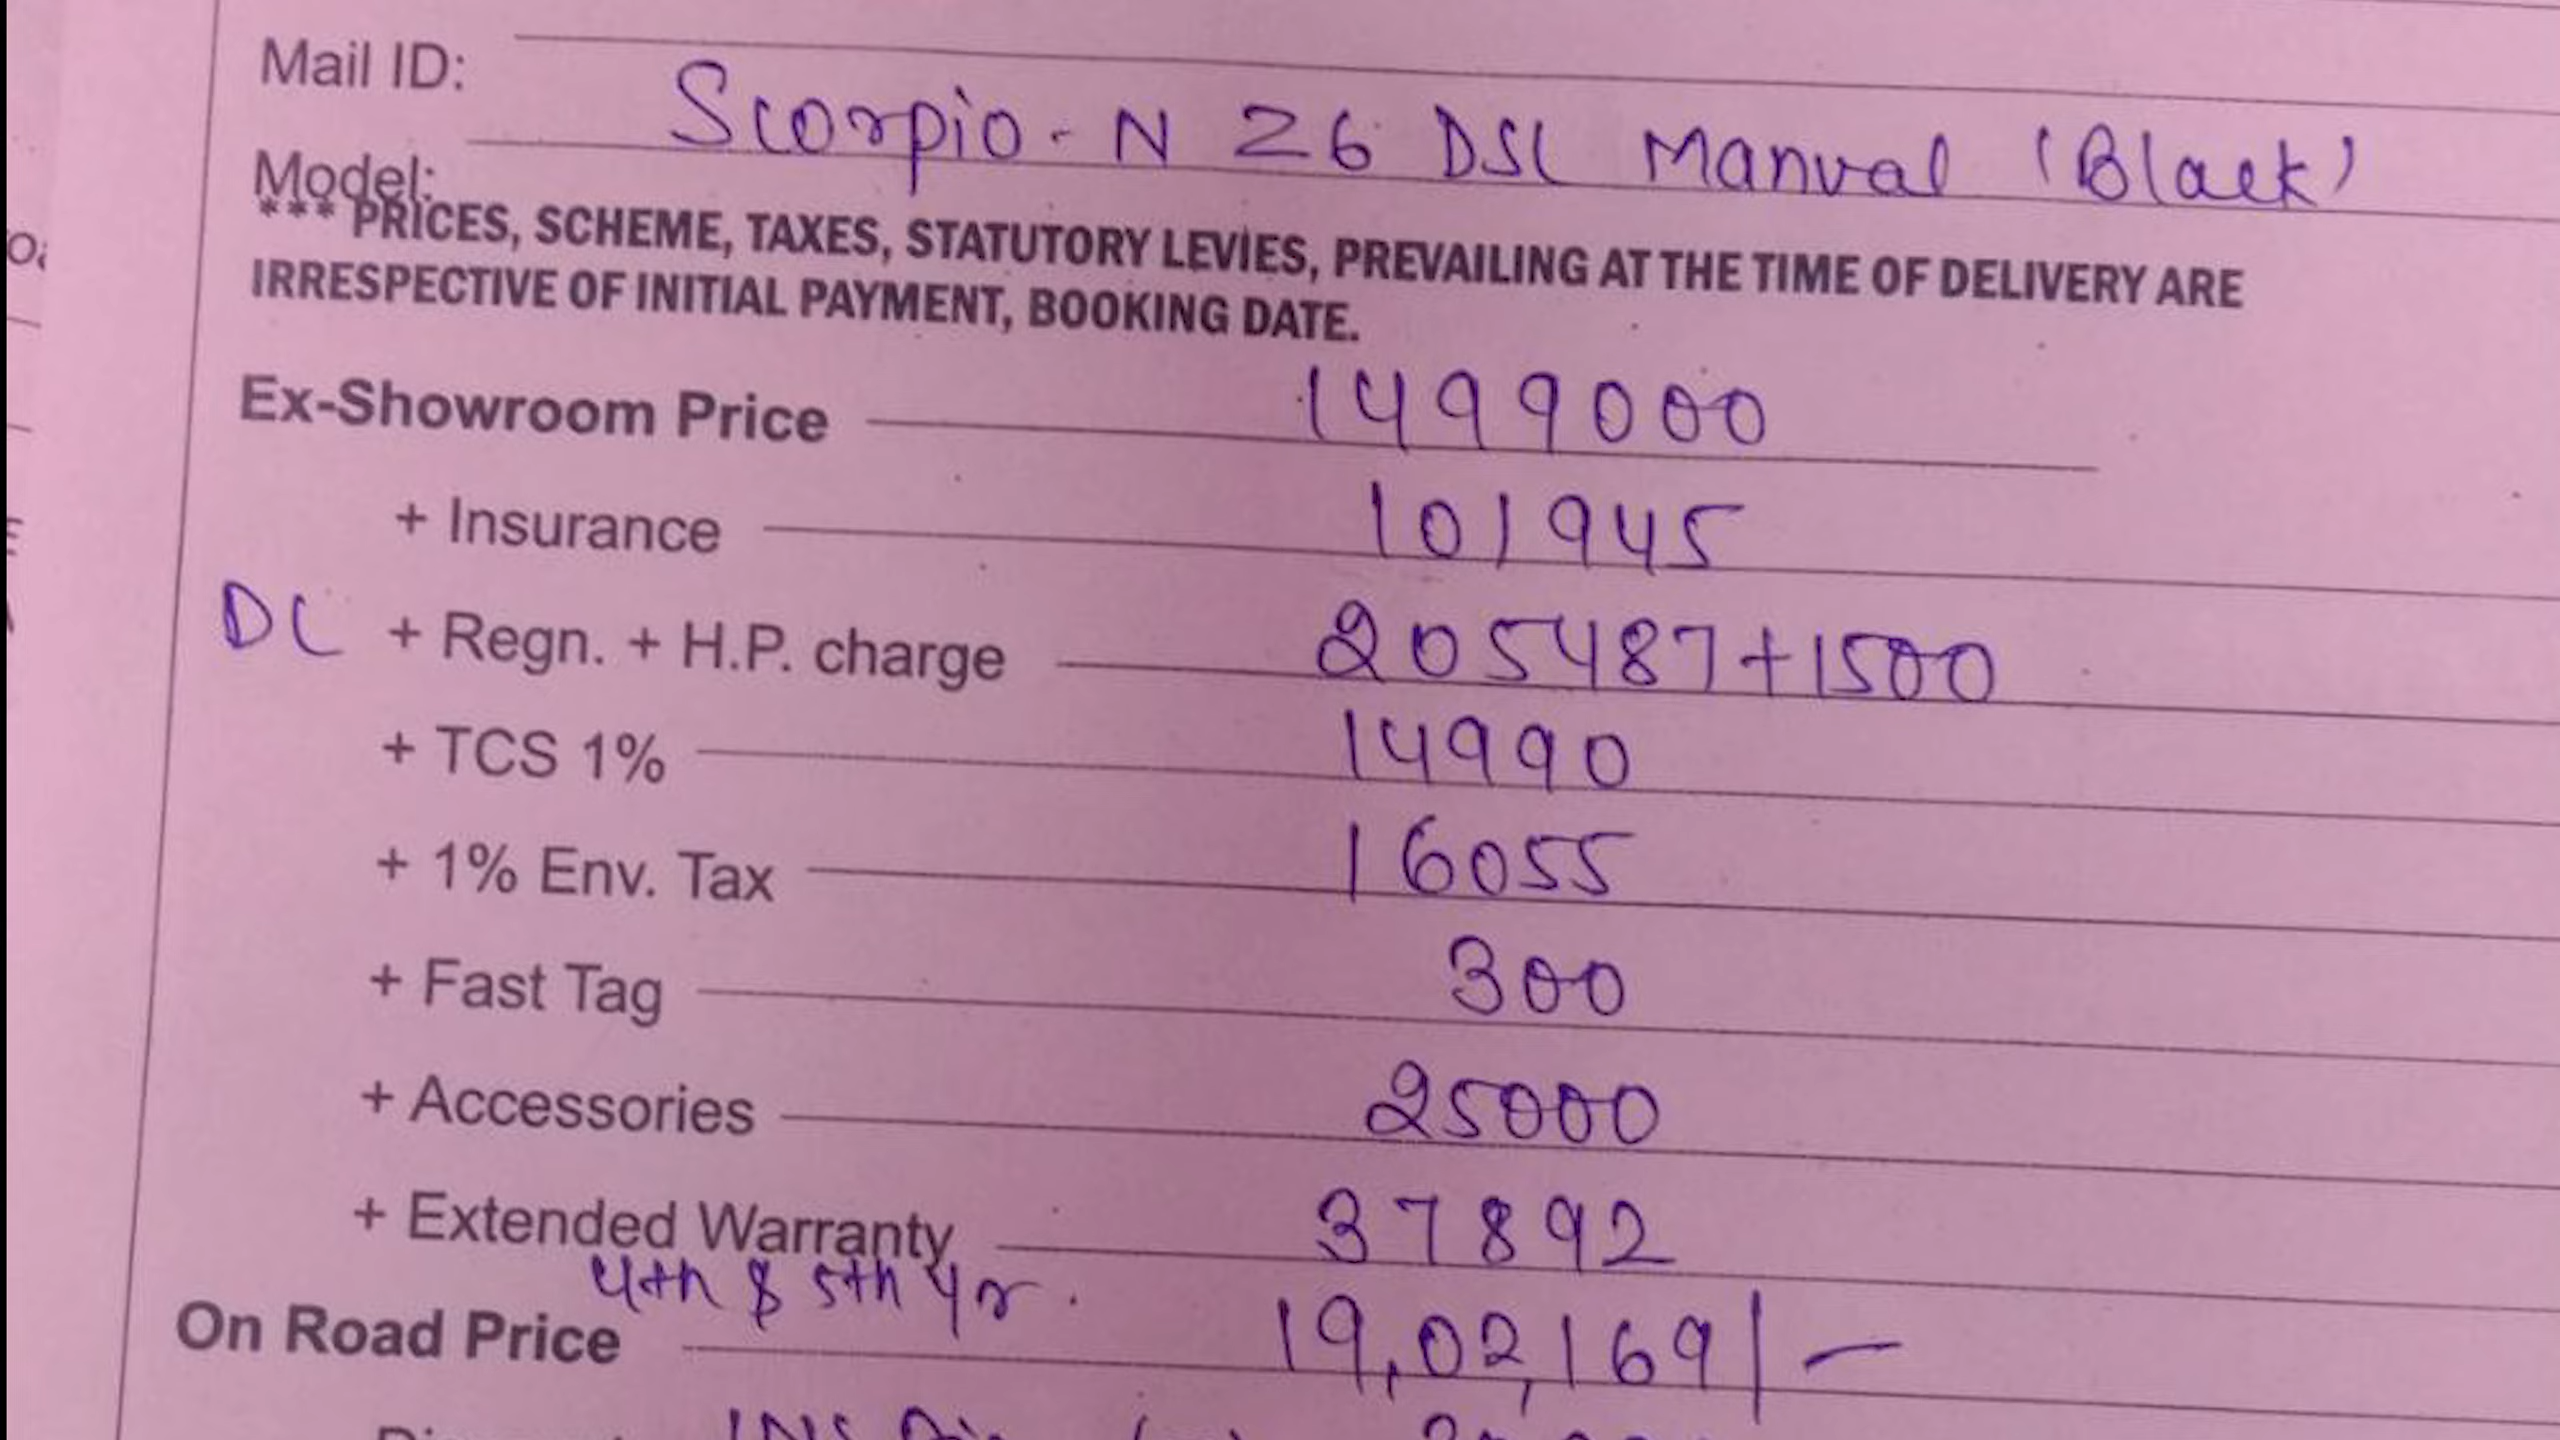 Mail ID:
Model: Scorpio-N Z6 DSL Manual (Black)
*** PRICES, SCHEME, TAXES, STATUTORY LEVIES, PREVAILING AT THE TIME OF DELIVERY ARE
IRRESPECTIVE OF INITIAL PAYMENT, BOOKING DATE.
Ex-Showroom Price 1499000
+ Insurance 101945
DL + Regn. + H.P. charge 205487+1500
+ TCS 1% 14990
+ 1% Env. Tax 16055
+ Fast Tag 300
+ Accessories 25000
+ Extended Warranty 37892
4th & 5th yr.
On Road Price 19,02,169/-